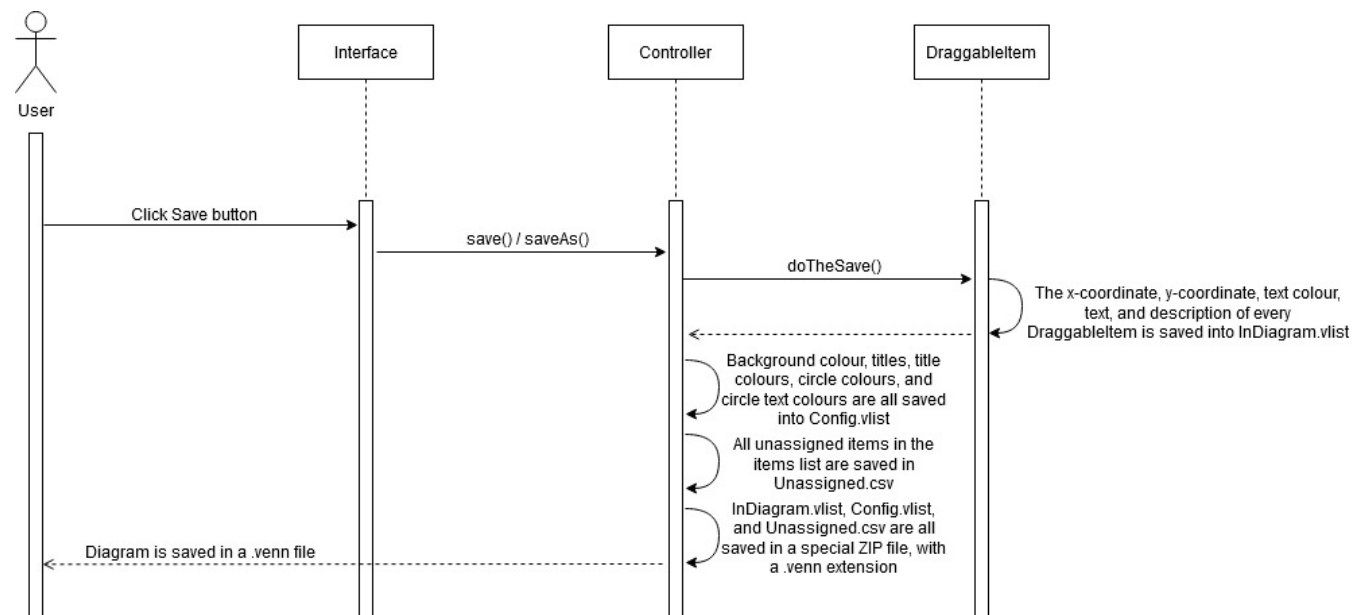 User
Interface
Controller
DraggableItem
Click Save button
save() / saveAs()
doTheSave()
The x-coordinate, y-coordinate, text colour,
text, and description of every
DraggableItem is saved into InDiagram.vlist
Background colour, titles, title
colours, circle colours, and
circle text colours are all saved
into Config.vlist
All unassigned items in the
items list are saved in
Unassigned.csv
InDiagram.vlist, Config.vlist,
and Unassigned.csv are all
saved in a special ZIP file, with
a .venn extension
Diagram is saved in a .venn file